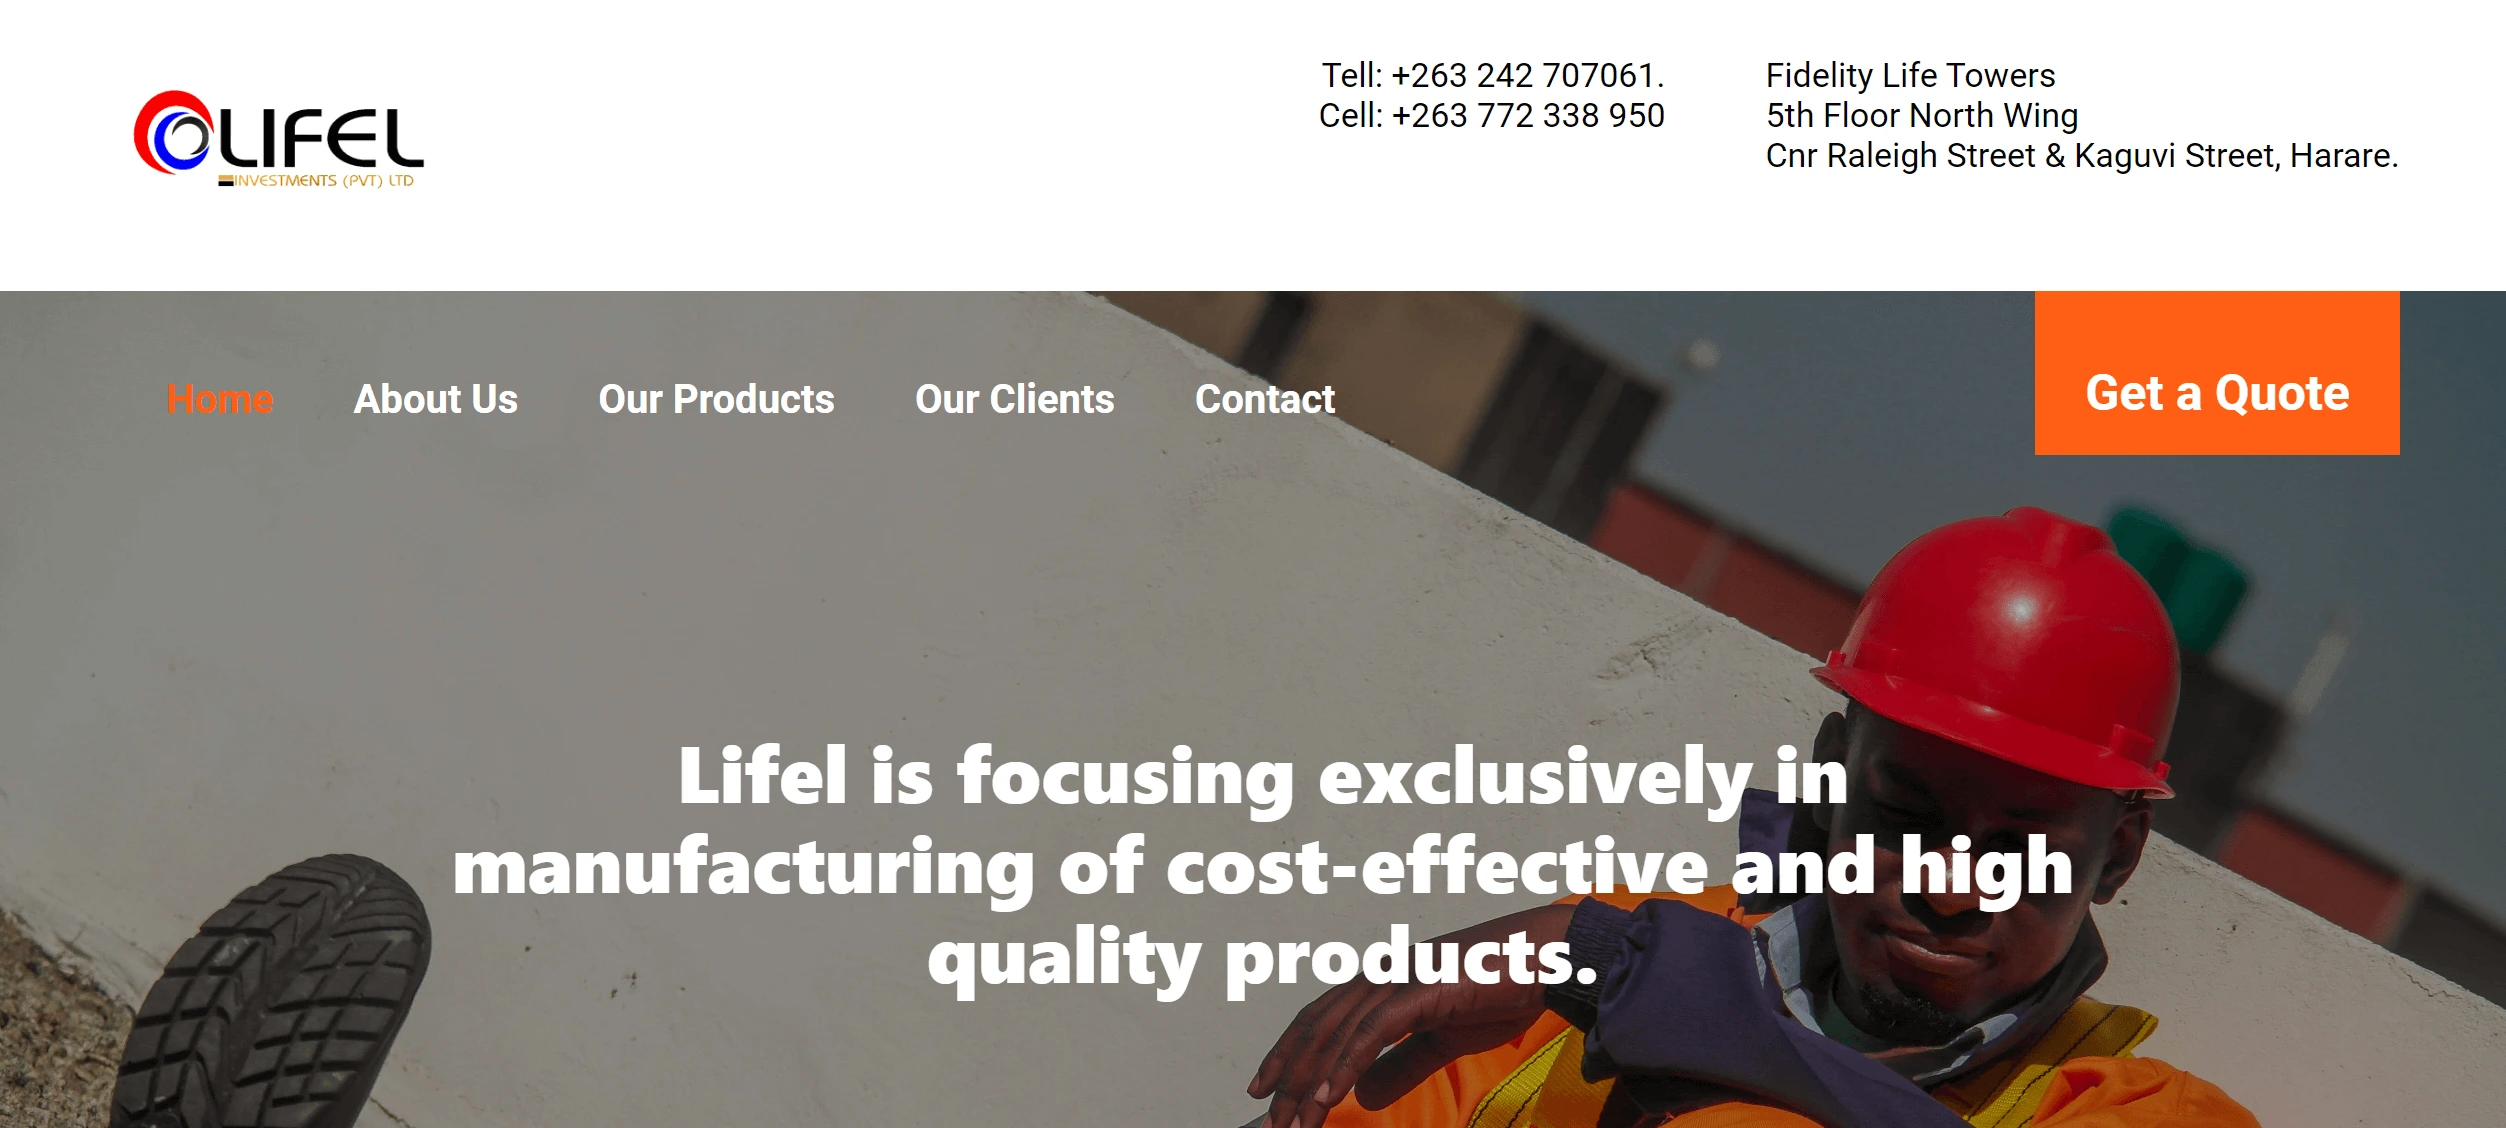 LIFEL
INVESTMENTS (PVT) LTD
Tell: +263 242 707061.
Cell: +263 772 338 950
Fidelity Life Towers
5th Floor North Wing
Cnr Raleigh Street & Kaguvi Street, Harare.
Home
About Us
Our Products
Our Clients
Contact
Get a Quote
Lifel is focusing exclusively in
manufacturing of cost-effective and high
quality products.